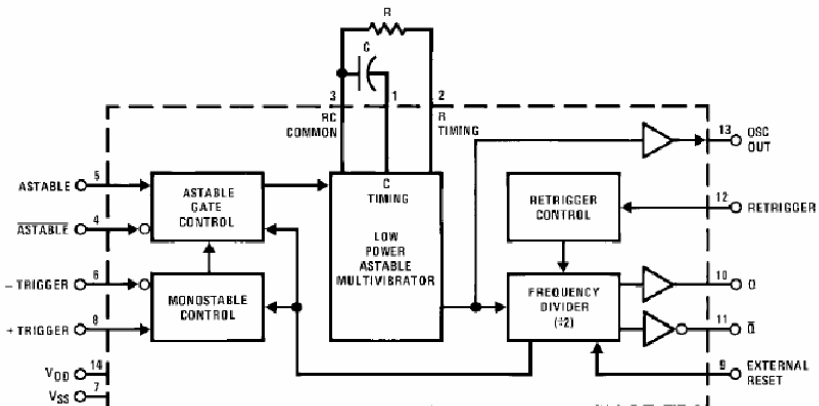 R
C
3
1
2
RC
COMMON
R
TIMING
13
OSC
OUT
ASTABLE
5
ASTABLE
GATE
CONTROL
C
TIMING
LOW
POWER
ASTABLE
MULTIVIBRATOR
RETRIGGER
CONTROL
12
RETRIGGER
ASTABLE
4
– TRIGGER
6
MONOSTABLE
CONTROL
FREQUENCY
DIVIDER
(÷2)
10
Q
+ TRIGGER
8
11
Q̅
VDD
14
VSS
7
9
EXTERNAL
RESET